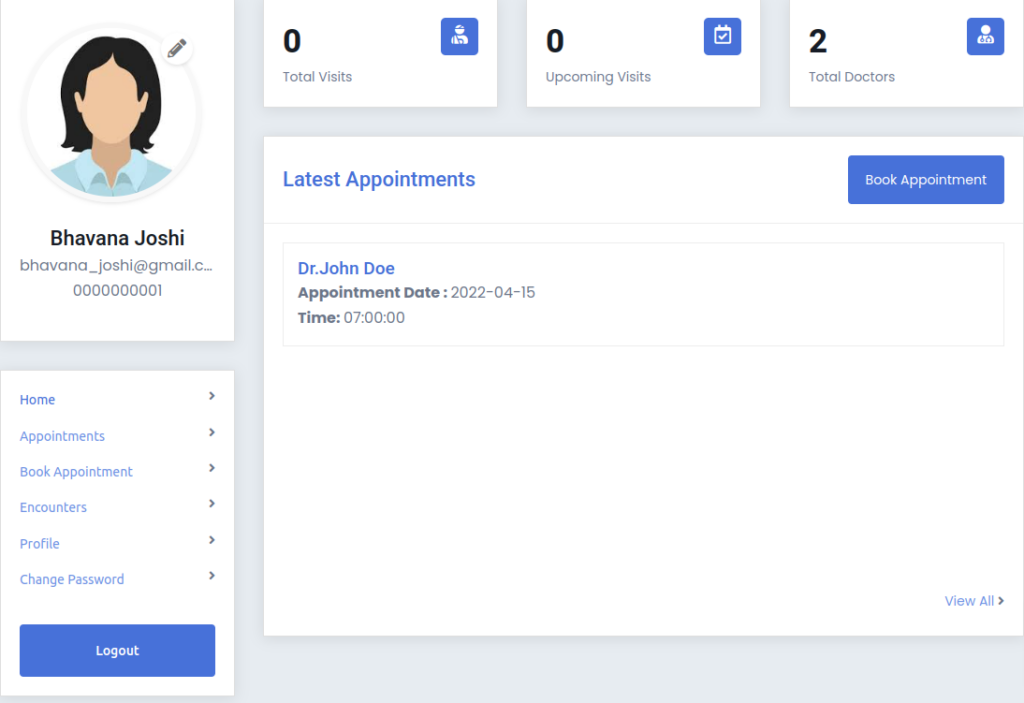 Bhavana Joshi
bhavana_joshi@gmail.c...
0000000001
Home
Appointments
Book Appointment
Encounters
Profile
Change Password
Logout
0
Total Visits
0
Upcoming Visits
2
Total Doctors
Latest Appointments
Book Appointment
Dr.John Doe
Appointment Date : 2022-04-15
Time: 07:00:00
View All